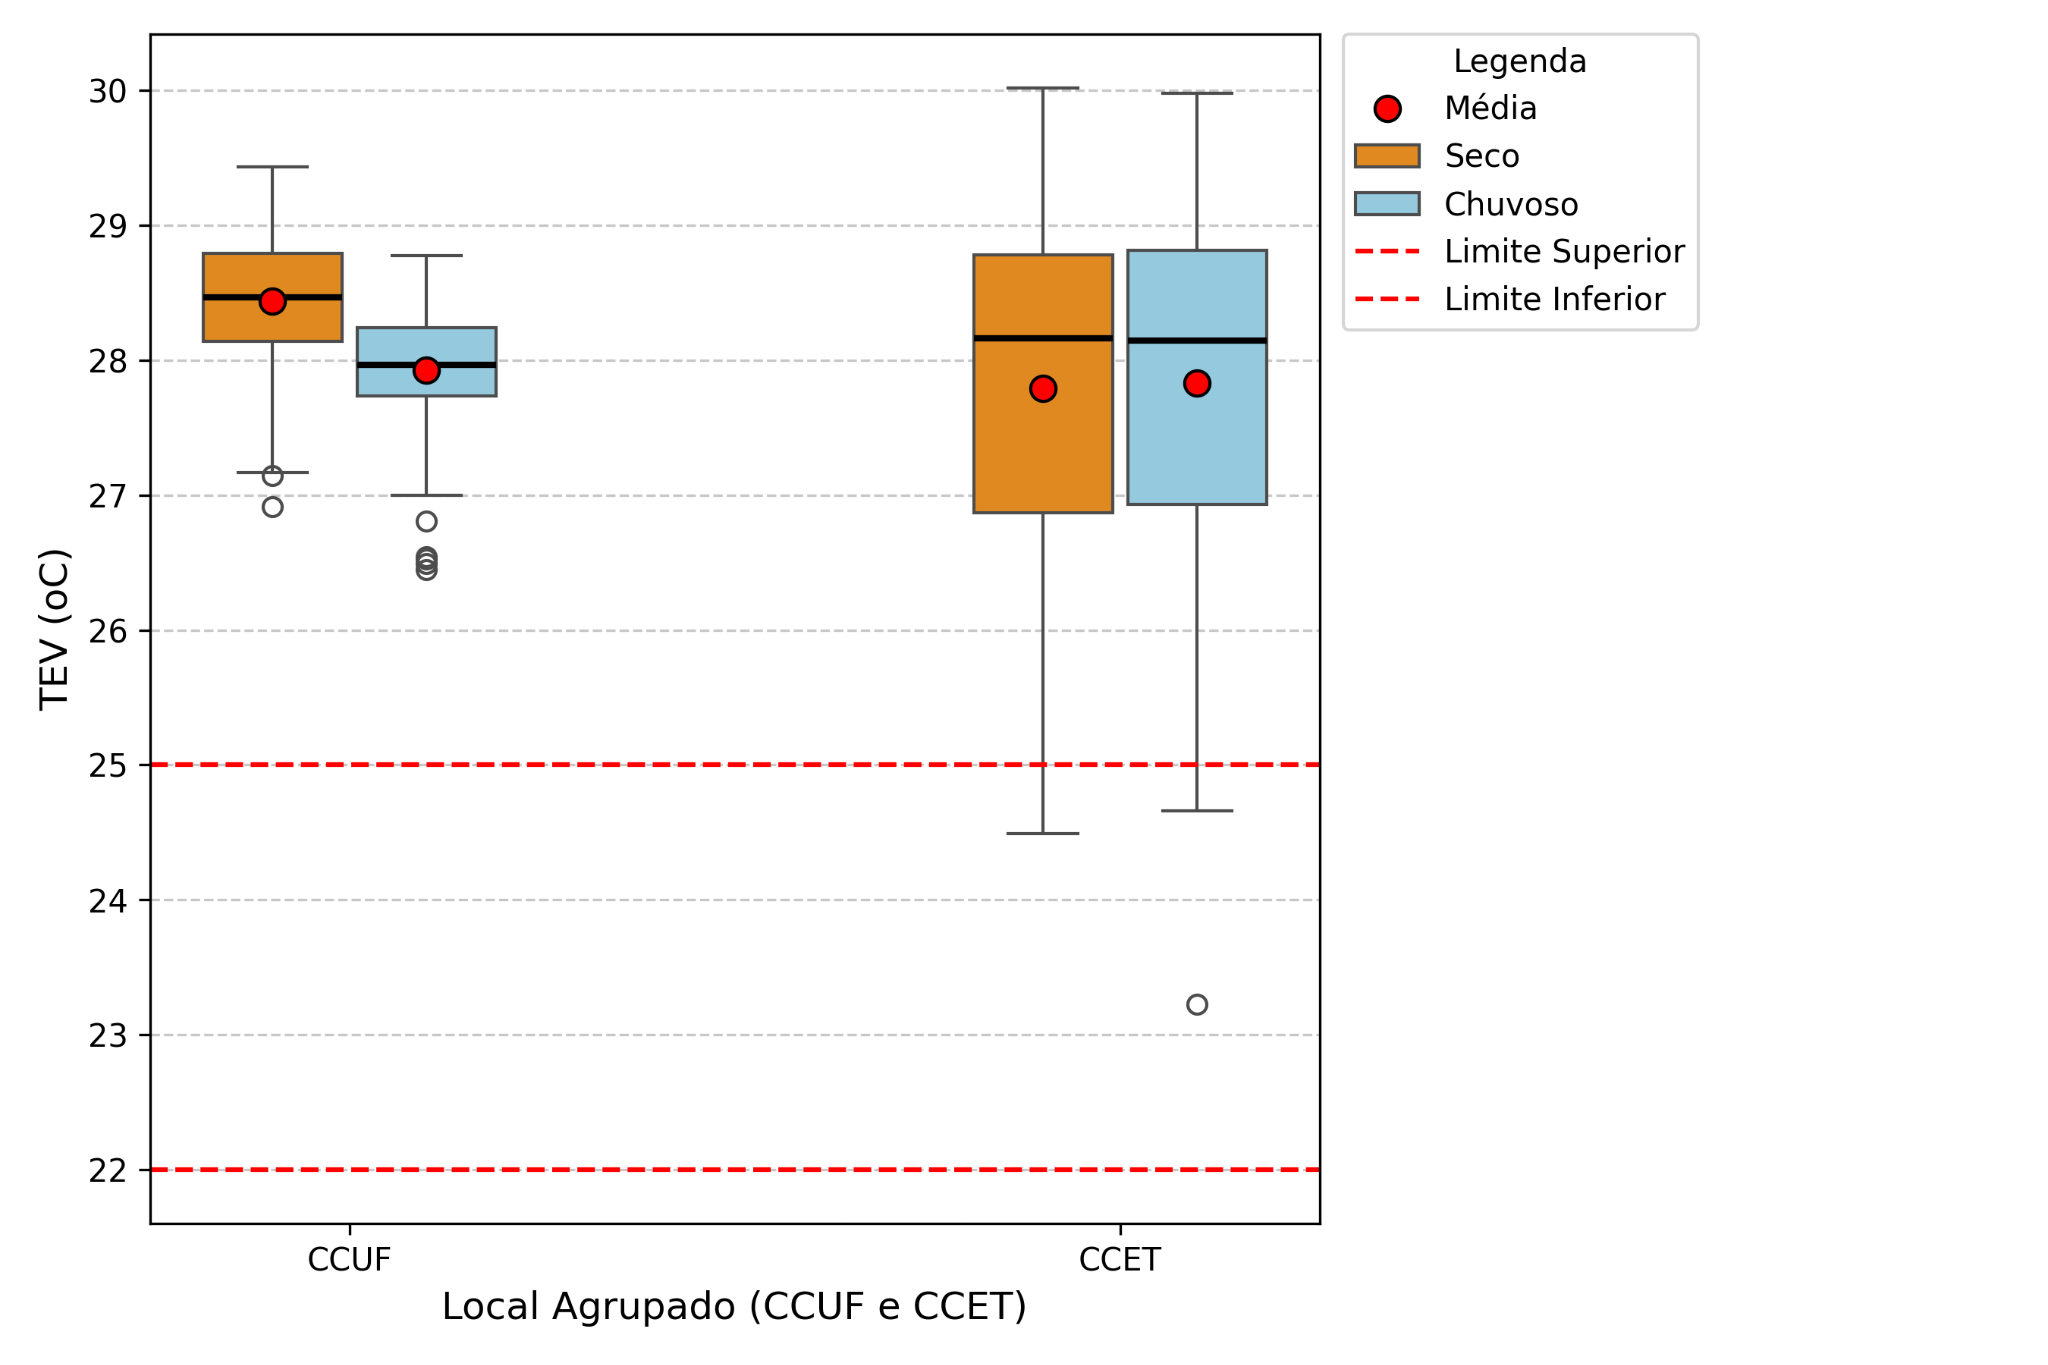 30
29
28
27
26
25
24
23
22
TEV (oC)
CCUF
CCET
Local Agrupado (CCUF e CCET)
Legenda
Média
Seco
Chuvoso
Limite Superior
Limite Inferior